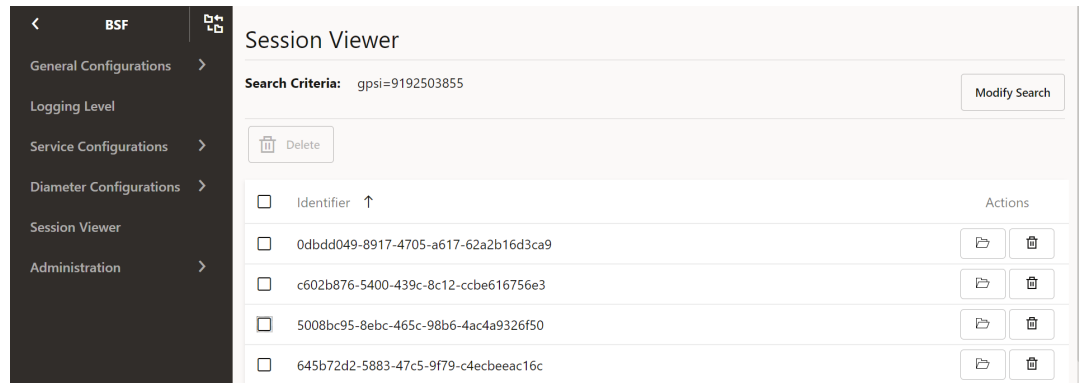 BSF
General Configurations
Logging Level
Service Configurations
Diameter Configurations
Session Viewer
Administration
Session Viewer
Search Criteria: gpsi=9192503855
Modify Search
Delete
Identifier Actions
0dbdd049-8917-4705-a617-62a2b16d3ca9
c602b876-5400-439c-8c12-ccbe616756e3
5008bc95-8ebc-465c-98b6-4ac4a9326f50
645b72d2-5883-47c5-9f79-c4ecbeeac16c